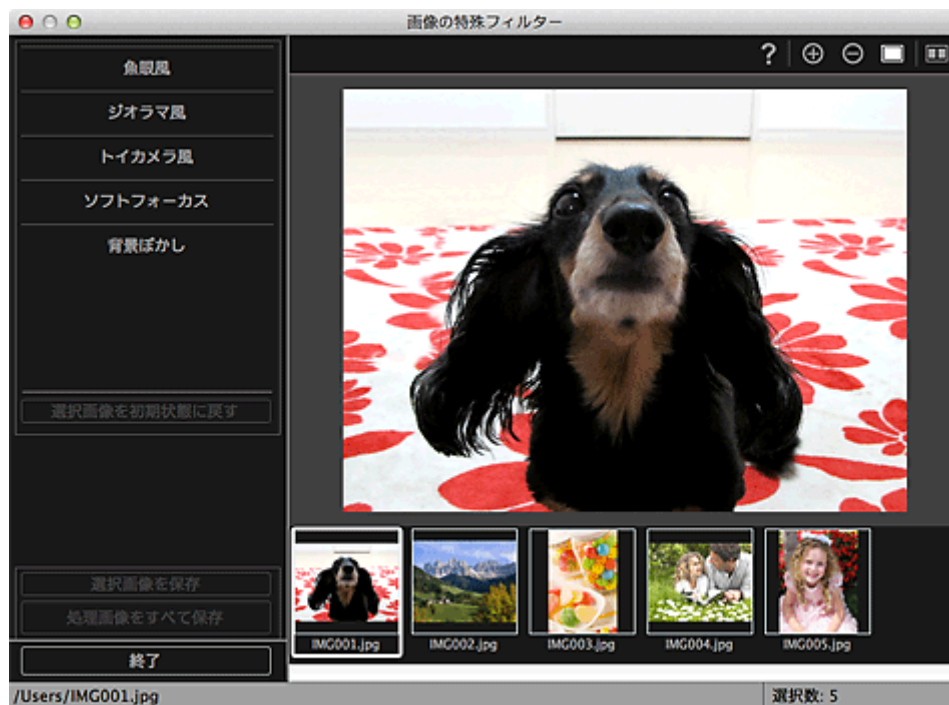 画像の特殊フィルター
?
魚眼風
ジオラマ風
トイカメラ風
ソフトフォーカス
背景ぼかし
選択画像を初期状態に戻す
選択画像を保存
処理画像をすべて保存
終了
IMG001.jpg
IMG002.jpg
IMG003.jpg
IMG004.jpg
IMG005.jpg
/Users/IMG001.jpg
選択数: 5